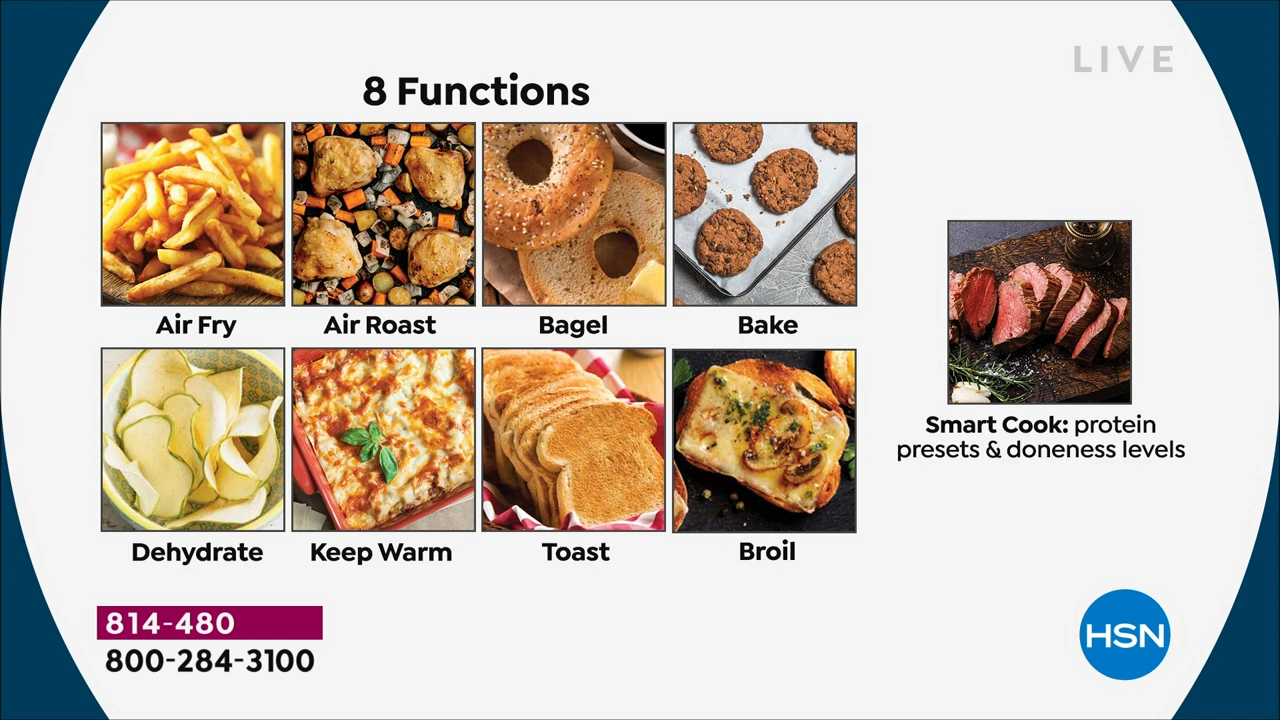 LIVE
8 Functions
Air Fry
Air Roast
Bagel
Bake
Dehydrate
Keep Warm
Toast
Broil
Smart Cook: protein
presets & doneness levels
814-480
800-284-3100
HSN